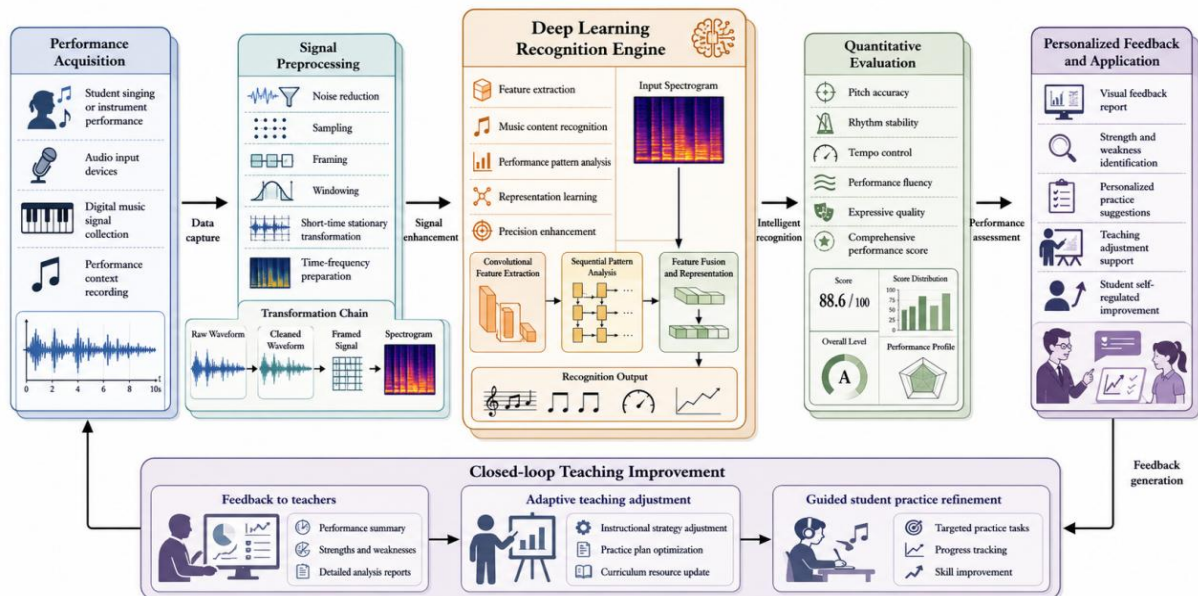 Performance
Acquisition
Student singing
or instrument
performance
Audio input
devices
Digital music
signal
collection
Performance
context
recording
0
2
4
6
8
10s
t
Data
capture
Signal
Preprocessing
Noise reduction
Sampling
Framing
Windowing
Short-time stationary
transformation
Time-frequency
preparation
Transformation Chain
Raw Waveform
Cleaned
Waveform
Framed
Signal
Spectrogram
Signal
enhancement
Deep Learning
Recognition Engine
Feature extraction
Music content recognition
Performance pattern analysis
Representation learning
Precision enhancement
Input Spectrogram
Convolutional
Feature Extraction
Sequential Pattern
Analysis
Feature Fusion
and Representation
Recognition Output
Intelligent
recognition
Quantitative
Evaluation
Pitch accuracy
Rhythm stability
Tempo control
Performance fluency
Expressive quality
Comprehensive
performance score
Score
88.6 / 100
Score Distribution
100
75
50
25
0
Overall Level
A
Performance Profile
Performance
assessment
Personalized Feedback
and Application
Visual feedback
report
Strength and
weakness
identification
Personalized
practice
suggestions
Teaching
adjustment
support
Student self-
regulated
improvement
Feedback
generation
Closed-loop Teaching Improvement
Feedback to teachers
Performance summary
Strengths and weaknesses
Detailed analysis reports
Adaptive teaching adjustment
Instructional strategy adjustment
Practice plan optimization
Curriculum resource update
Guided student practice refinement
Targeted practice tasks
Progress tracking
Skill improvement